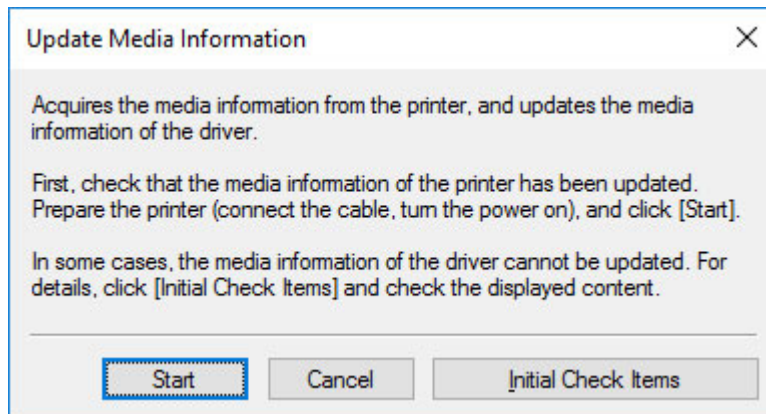 Update Media Information
Acquires the media information from the printer, and updates the media
information of the driver.
First, check that the media information of the printer has been updated.
Prepare the printer (connect the cable, turn the power on), and click [Start].
In some cases, the media information of the driver cannot be updated. For
details, click [Initial Check Items] and check the displayed content.
Start Cancel Initial Check Items